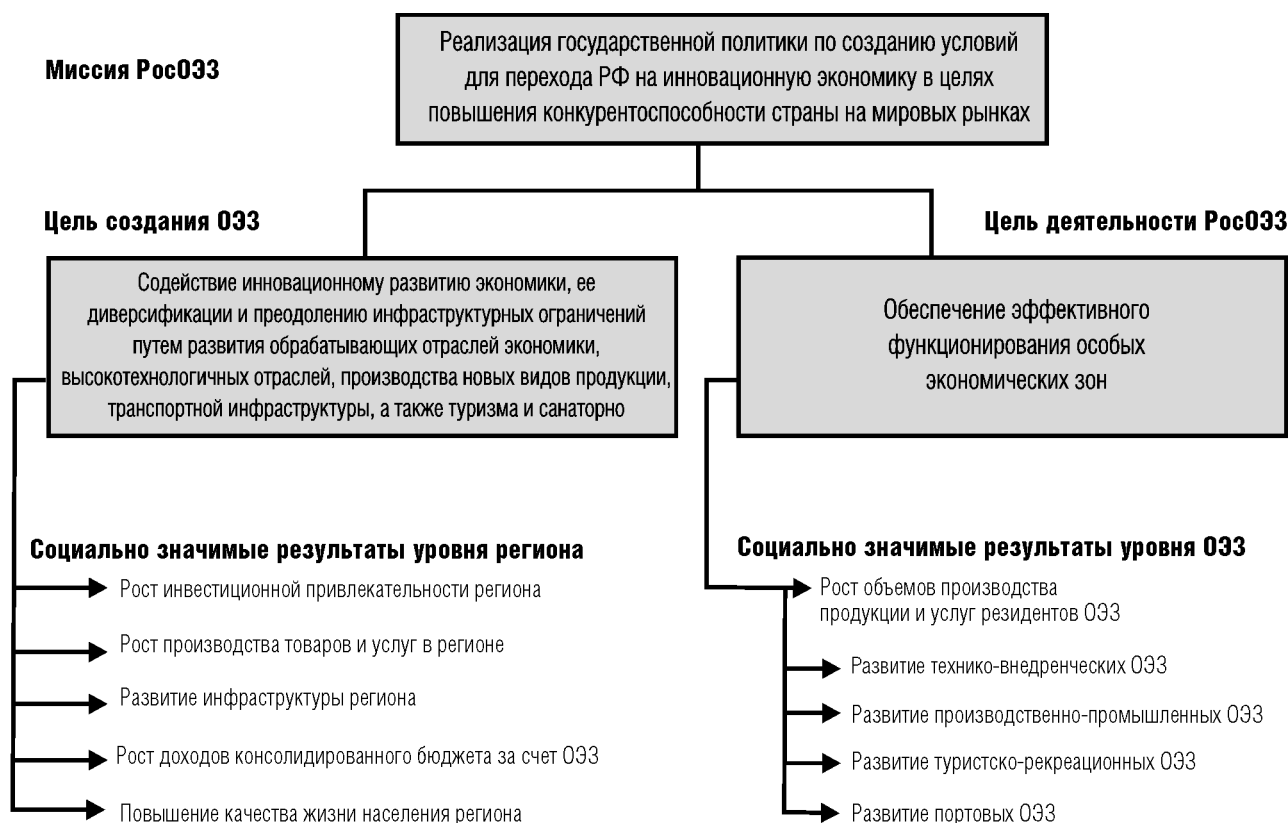 Миссия РосОЭЗ
Реализация государственной политики по созданию условий
для перехода РФ на инновационную экономику в целях
повышения конкурентоспособности страны на мировых рынках
Цель создания ОЭЗ
Содействие инновационному развитию экономики, ее
диверсификации и преодолению инфраструктурных ограничений
путем развития обрабатывающих отраслей экономики,
высокотехнологичных отраслей, производства новых видов продукции,
транспортной инфраструктуры, а также туризма и санаторно
Социально значимые результаты уровня региона
Рост инвестиционной привлекательности региона
Рост производства товаров и услуг в регионе
Развитие инфраструктуры региона
Рост доходов консолидированного бюджета за счет ОЭЗ
Повышение качества жизни населения региона
Цель деятельности РосОЭЗ
Обеспечение эффективного
функционирования особых
экономических зон
Социально значимые результаты уровня ОЭЗ
Рост объемов производства
продукции и услуг резидентов ОЭЗ
Развитие технико-внедренческих ОЭЗ
Развитие производственно-промышленных ОЭЗ
Развитие туристско-рекреационных ОЭЗ
Развитие портовых ОЭЗ